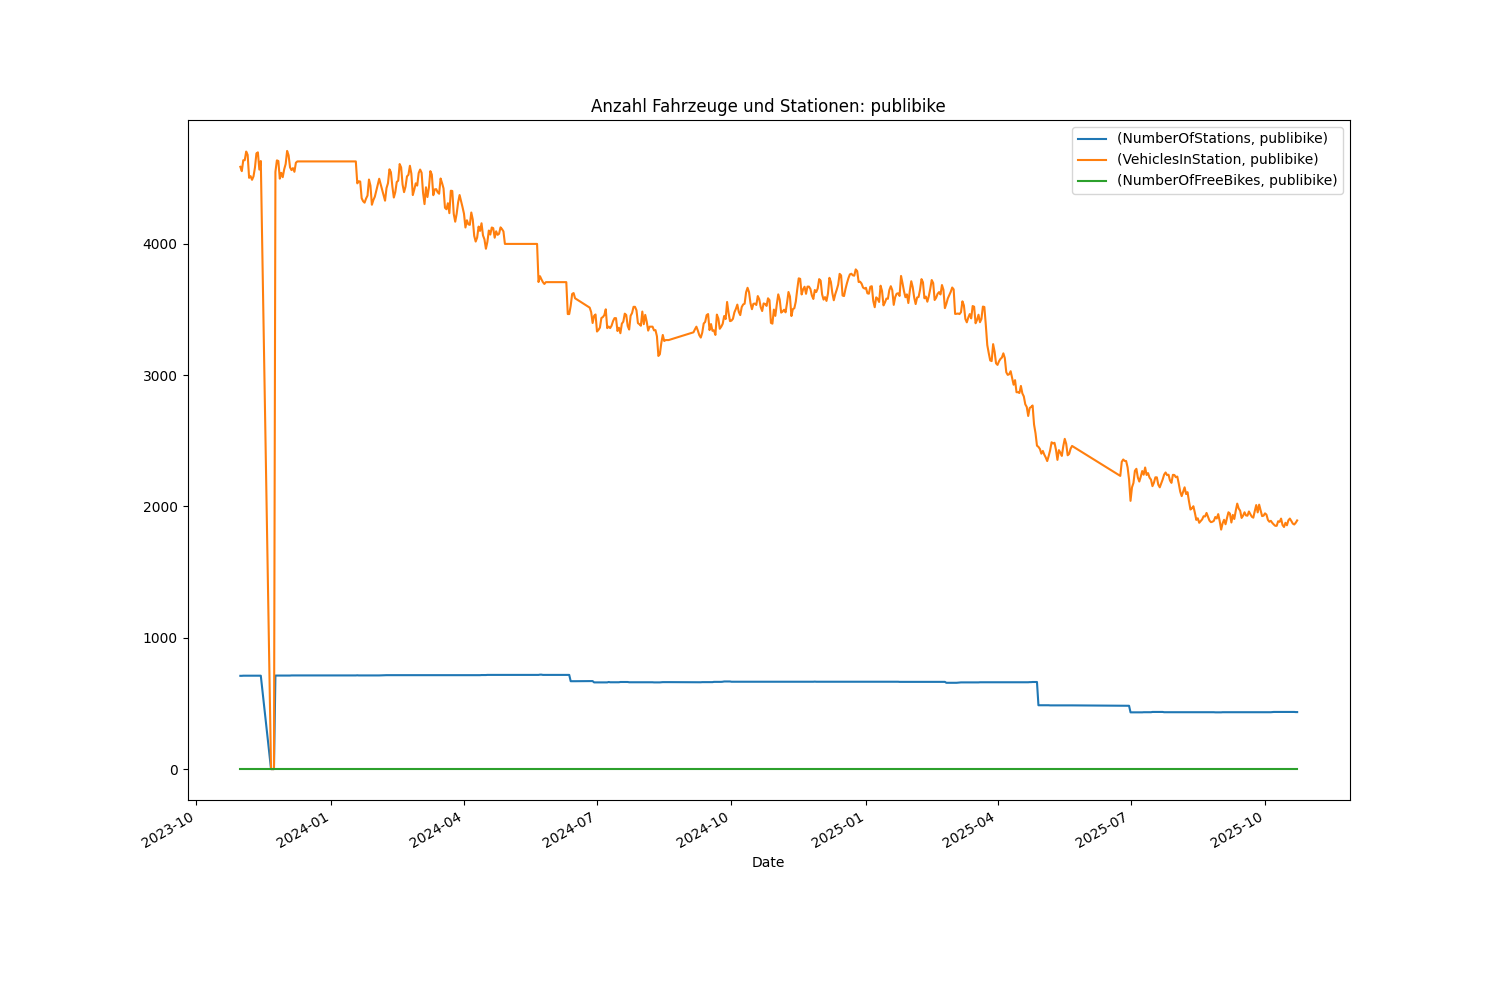 Anzahl Fahrzeuge und Stationen: publibike
(NumberOfStations, publibike)
(VehiclesInStation, publibike)
(NumberOfFreeBikes, publibike)
4000
3000
2000
1000
0
2023-10
2024-01
2024-04
2024-07
2024-10
2025-01
2025-04
2025-07
2025-10
Date